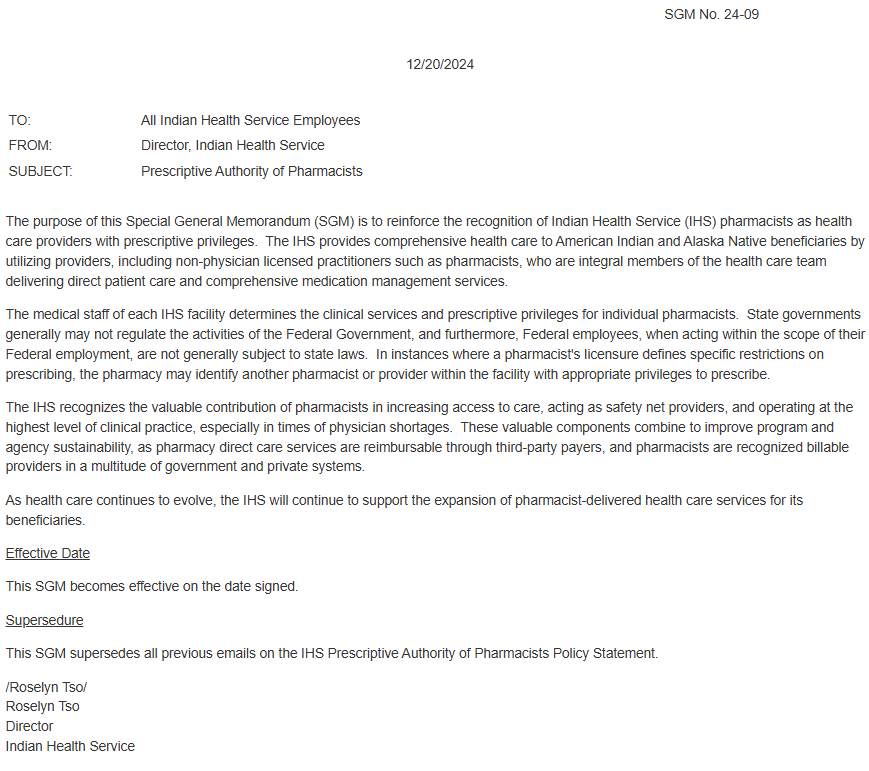 SGM No. 24-09
12/20/2024
TO: All Indian Health Service Employees
FROM: Director, Indian Health Service
SUBJECT: Prescriptive Authority of Pharmacists
The purpose of this Special General Memorandum (SGM) is to reinforce the recognition of Indian Health Service (IHS) pharmacists as health
care providers with prescriptive privileges.  The IHS provides comprehensive health care to American Indian and Alaska Native beneficiaries by
utilizing providers, including non-physician licensed practitioners such as pharmacists, who are integral members of the health care team
delivering direct patient care and comprehensive medication management services.
The medical staff of each IHS facility determines the clinical services and prescriptive privileges for individual pharmacists.  State governments
generally may not regulate the activities of the Federal Government, and furthermore, Federal employees, when acting within the scope of their
Federal employment, are not generally subject to state laws.  In instances where a pharmacist's licensure defines specific restrictions on
prescribing, the pharmacy may identify another pharmacist or provider within the facility with appropriate privileges to prescribe.
The IHS recognizes the valuable contribution of pharmacists in increasing access to care, acting as safety net providers, and operating at the
highest level of clinical practice, especially in times of physician shortages.  These valuable components combine to improve program and
agency sustainability, as pharmacy direct care services are reimbursable through third-party payers, and pharmacists are recognized billable
providers in a multitude of government and private systems.
As health care continues to evolve, the IHS will continue to support the expansion of pharmacist-delivered health care services for its
beneficiaries.
Effective Date
This SGM becomes effective on the date signed.
Supersedure
This SGM supersedes all previous emails on the IHS Prescriptive Authority of Pharmacists Policy Statement.
/Roselyn Tso/
Roselyn Tso
Director
Indian Health Service